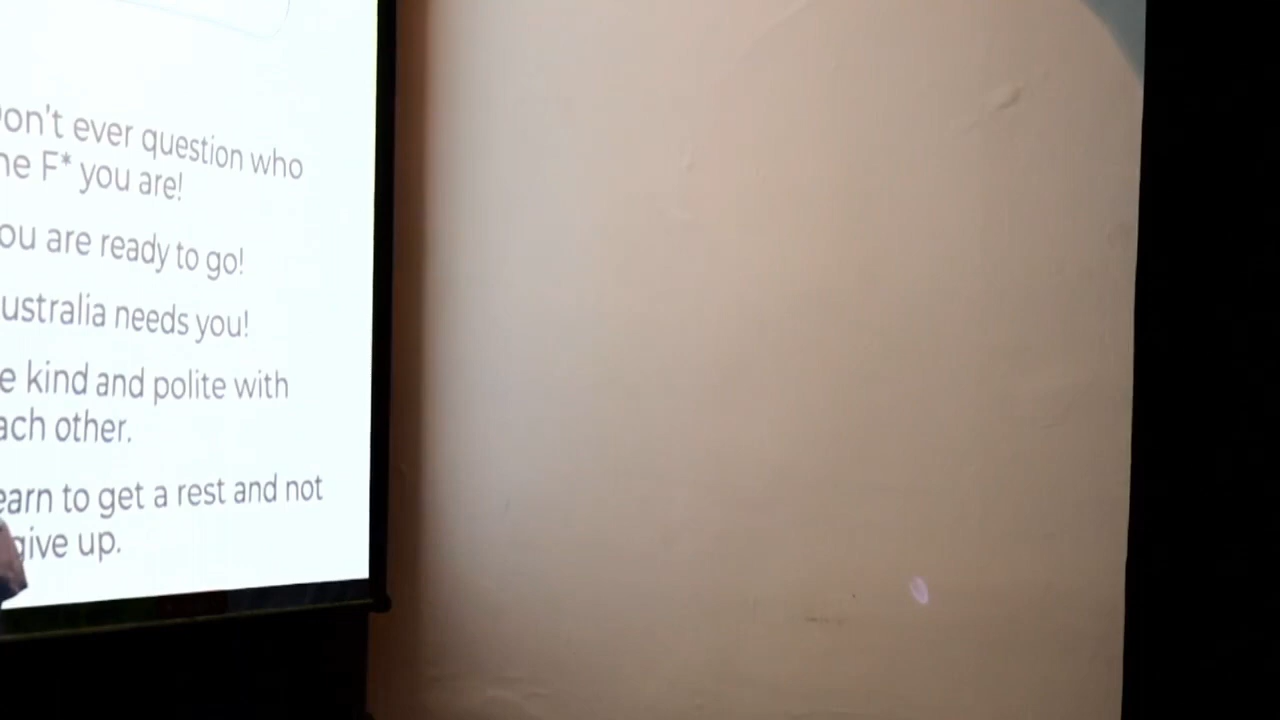 on't ever question who
he F* you are!
ou are ready to go!
ustralia needs you!
e kind and polite with
ach other.
earn to get a rest and not
give up.